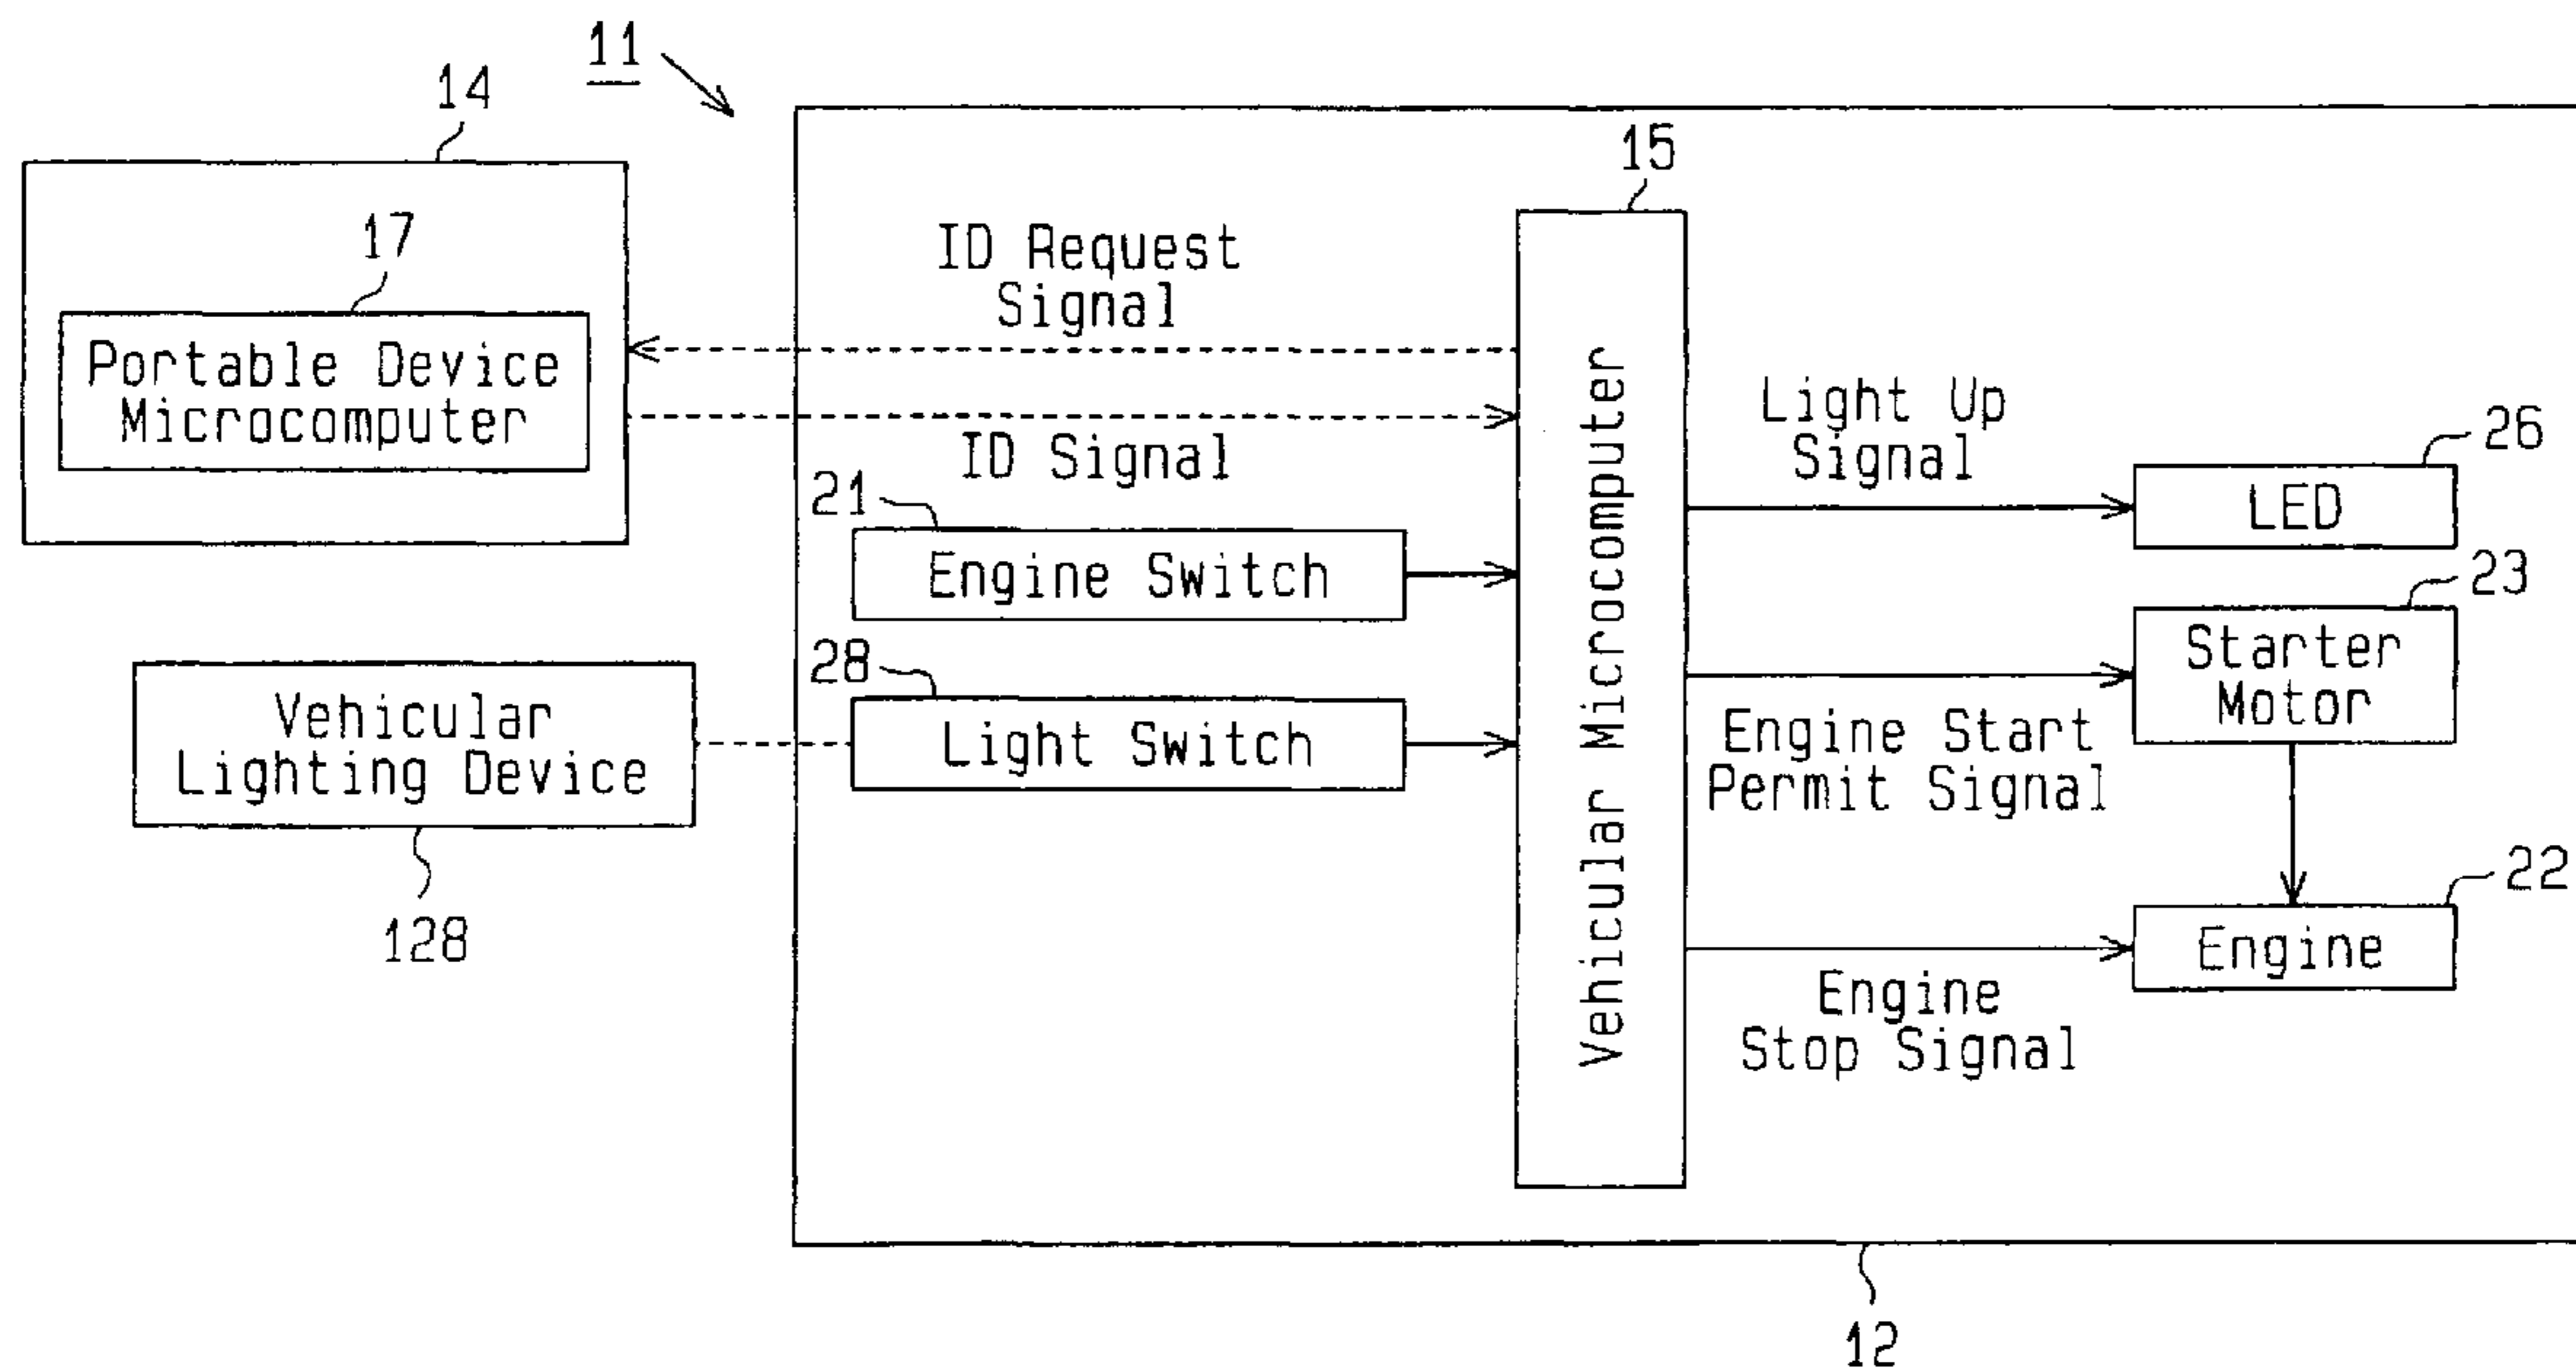 11
14
17
Portable Device
Microcomputer
15
ID Request
Signal
ID Signal
21
Engine Switch
28
Light Switch
Vehicular
Lighting Device
128
Vehicular Microcomputer
Light Up
Signal
26
LED
23
Starter
Motor
Engine Start
Permit Signal
22
Engine
Engine
Stop Signal
12